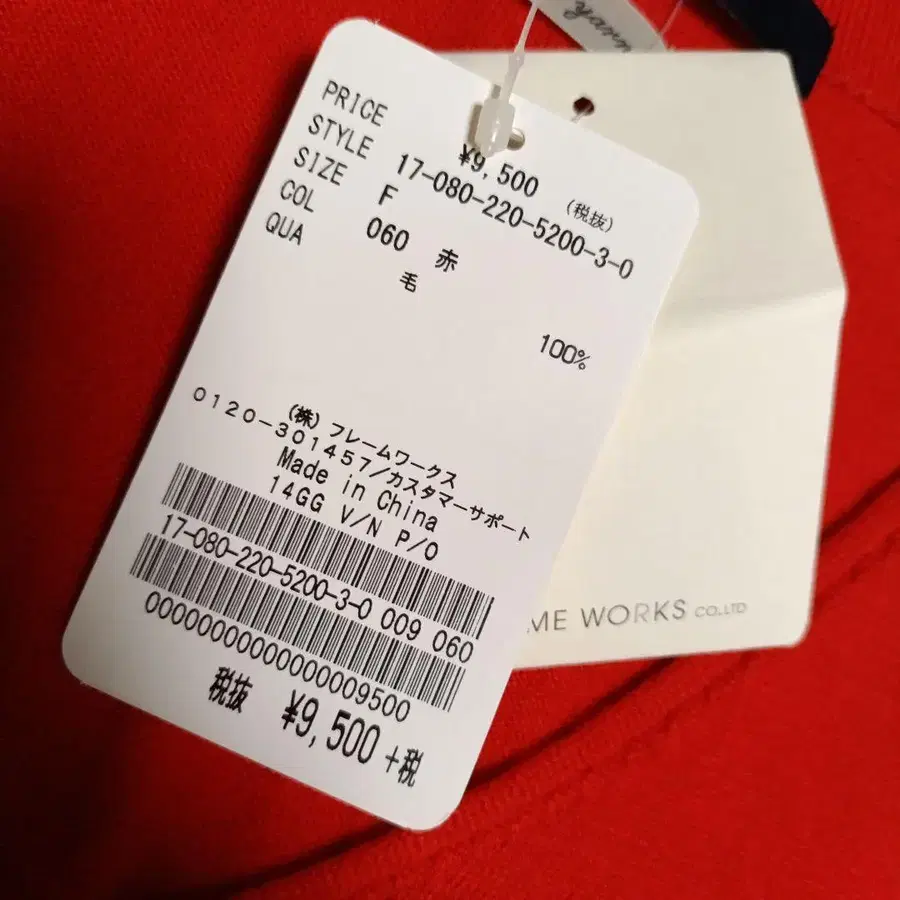 PRICE ¥9,500 (税抜)
STYLE 17-080-220-5200-3-0
SIZE F
COL 060 赤
QUA 毛
100%
(株)フレームワークス
0120-301457/カスタマーサポート
Made in China
14GG V/N P/O
17-080-220-5200-3-0 009 060
0000000000000009500
税抜 ¥9,500+税
ME WORKS CO.,LTD